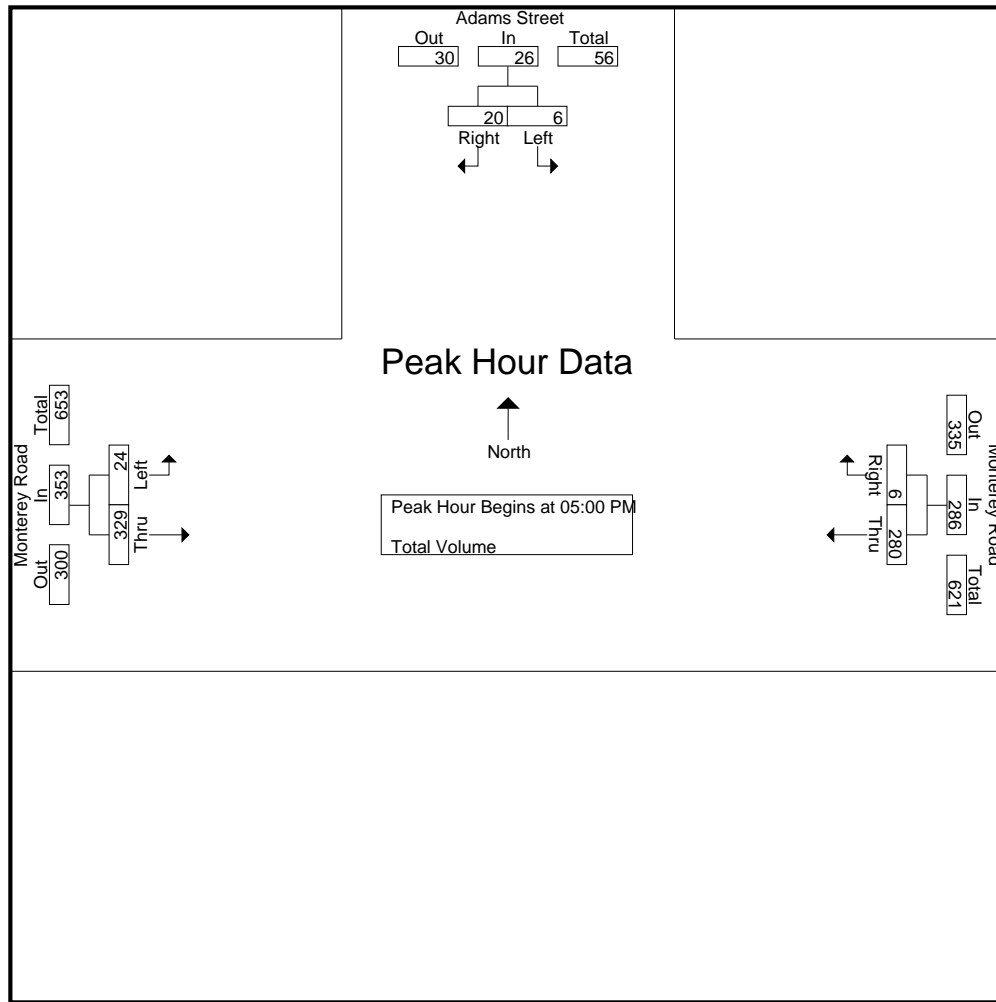 Adams Street
Out In Total
30 26 56
20 6
Right Left
Peak Hour Data
North
Peak Hour Begins at 05:00 PM
Total Volume
Monterey Road
Out In Total
300 353 653
329 24
Thru Left
Monterey Road
Out In Total
335 286 621
6 280
Right Thru